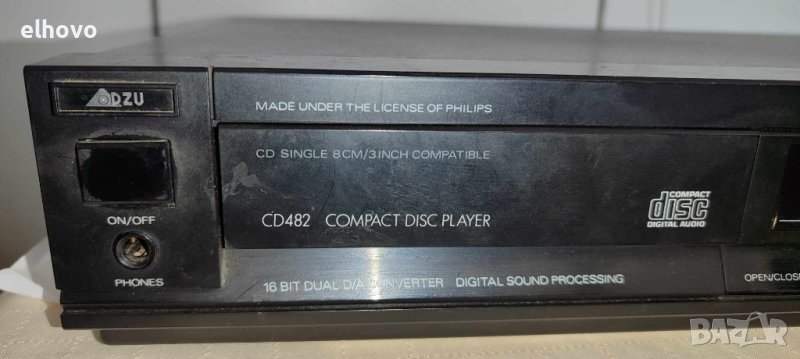 elhovo
DZU
MADE UNDER THE LICENSE OF PHILIPS
CD SINGLE 8CM/3INCH COMPATIBLE
CD482 COMPACT DISC PLAYER
COMPACT
disc
DIGITAL AUDIO
ON/OFF
PHONES
16 BIT DUAL D/A CONVERTER DIGITAL SOUND PROCESSING
OPEN/CLOSE
BAZAR